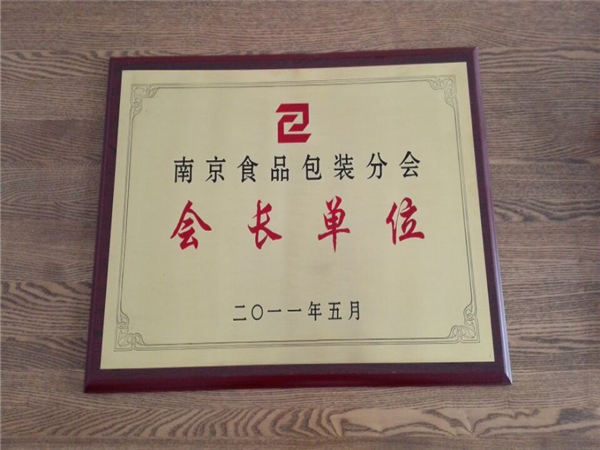 南京食品包装分会
会长单位
二〇一一年五月